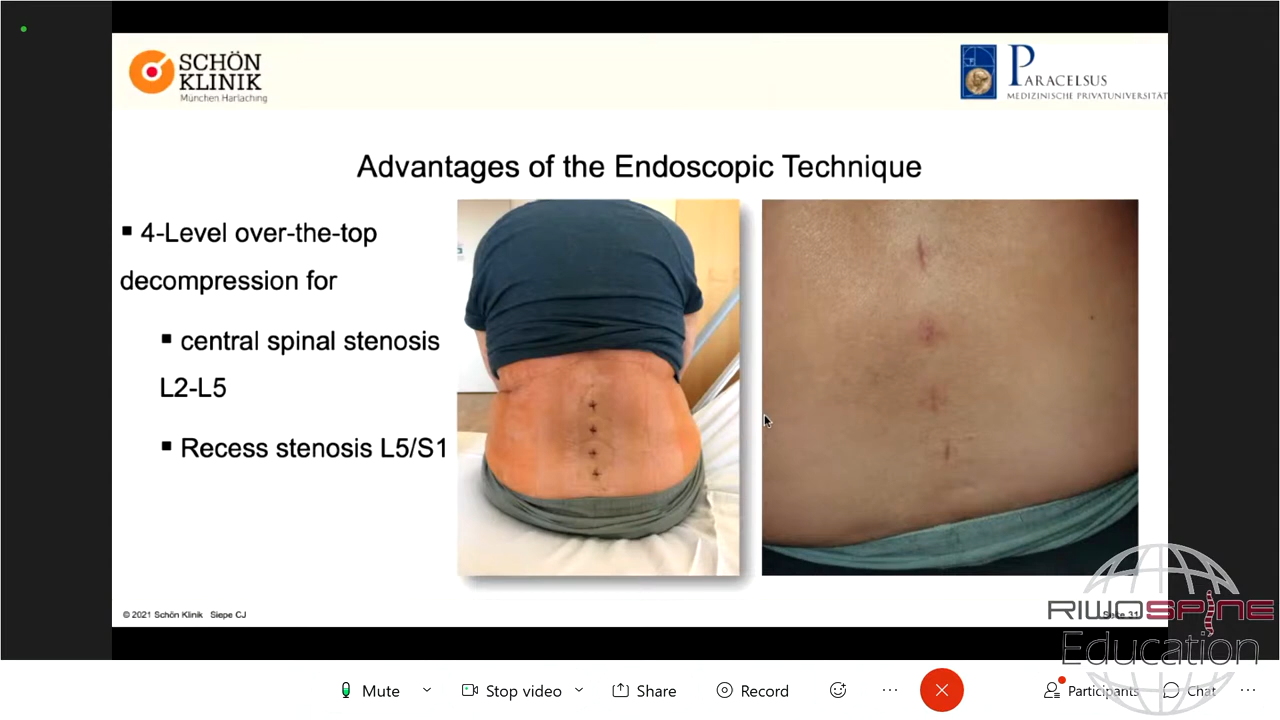 SCHÖN
KLINIK
München Harlaching
PARACELSUS
MEDIZINISCHE PRIVATUNIVERSITÄT
Advantages of the Endoscopic Technique
▪ 4-Level over-the-top
decompression for
▪ central spinal stenosis
L2-L5
▪ Recess stenosis L5/S1
© 2021 Schön Klinik Siepe CJ
Seite 31
RIWOSPINE
Education
Mute
Stop video
Share
Record
Participants
Chat